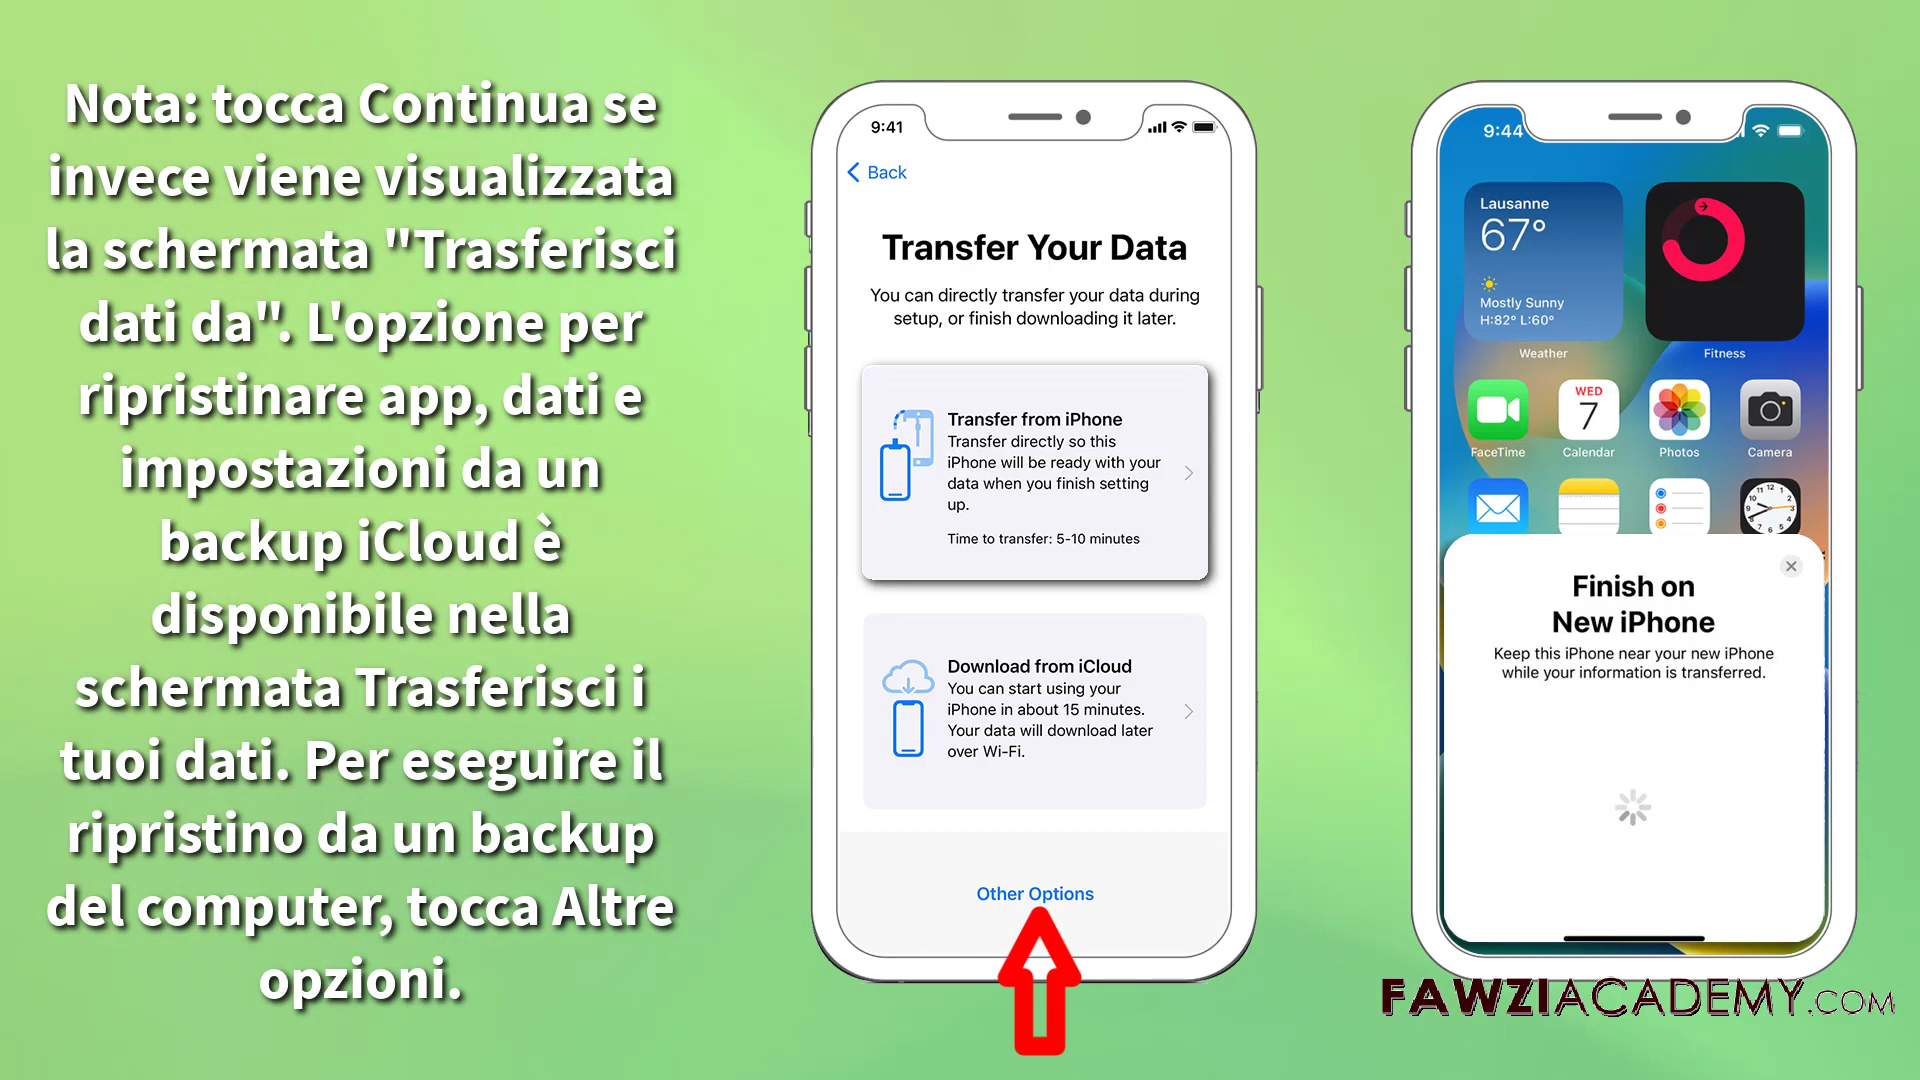 Nota: tocca Continua se
invece viene visualizzata
la schermata "Trasferisci
dati da". L'opzione per
ripristinare app, dati e
impostazioni da un
backup iCloud è
disponibile nella
schermata Trasferisci i
tuoi dati. Per eseguire il
ripristino da un backup
del computer, tocca Altre
opzioni.
9:41
Back
Transfer Your Data
You can directly transfer your data during
setup, or finish downloading it later.
Transfer from iPhone
Transfer directly so this
iPhone will be ready with your
data when you finish setting
up.
Time to transfer: 5-10 minutes
Download from iCloud
You can start using your
iPhone in about 15 minutes.
Your data will download later
over Wi-Fi.
Other Options
9:44
Lausanne
67°
Mostly Sunny
H:82° L:60°
Weather
Fitness
WED
7
FaceTime
Calendar
Photos
Camera
Finish on
New iPhone
Keep this iPhone near your new iPhone
while your information is transferred.
FAWZIACADEMY.COM